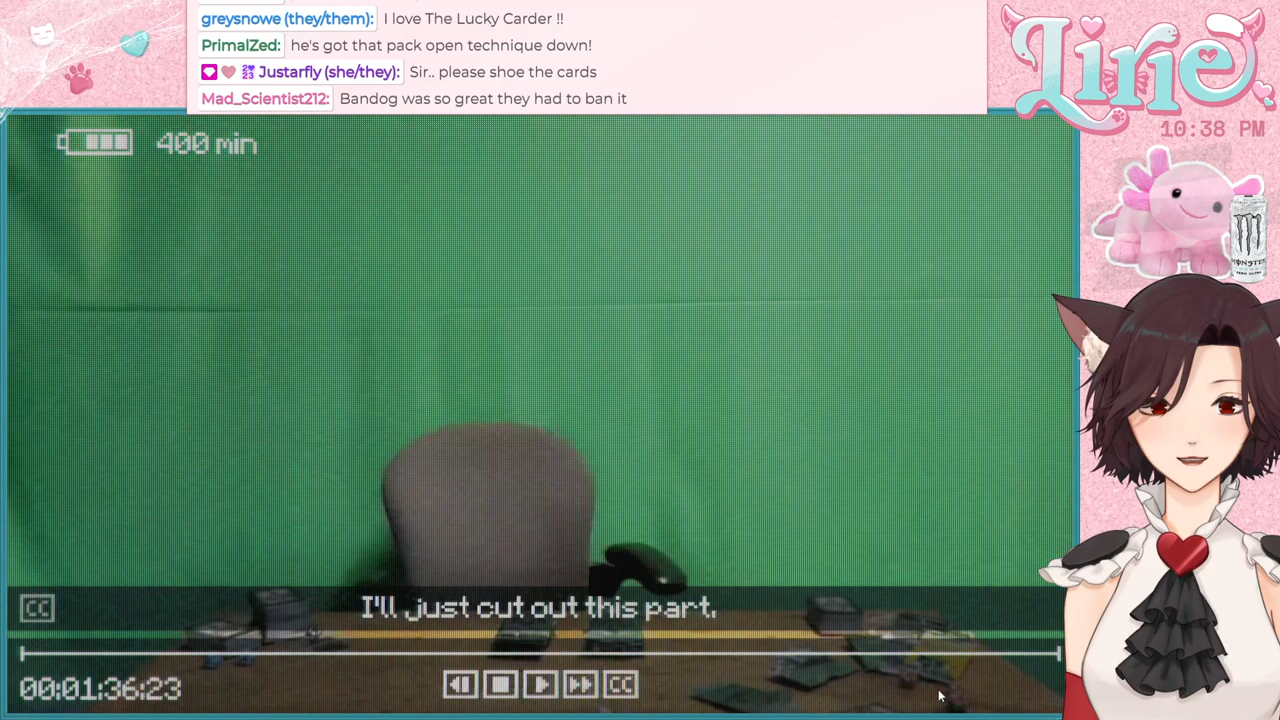 greysnowe (they/them): I love The Lucky Carder !!
PrimalZed: he's got that pack open technique down!
Justarfly (she/they): Sir.. please shoe the cards
Mad_Scientist212: Bandog was so great they had to ban it
Lirie
10:38 PM
400 min
MONSTER
CC I'll just cut out this part.
00:01:36:23
CC